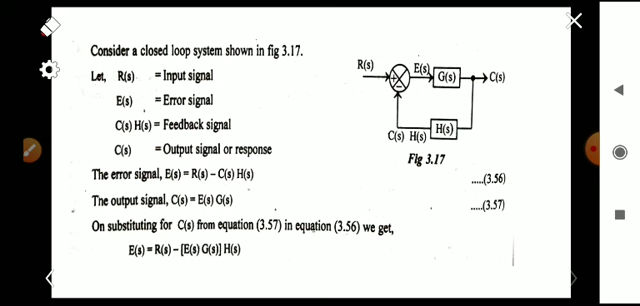 Consider a closed loop system shown in fig 3.17.
Let, R(s) = Input signal
E(s) = Error signal
C(s) H(s) = Feedback signal
C(s) = Output signal or response
R(s)
+
−
E(s)
G(s)
C(s)
C(s) H(s)
H(s)
Fig 3.17
The error signal, E(s) = R(s) − C(s) H(s) .....(3.56)
The output signal, C(s) = E(s) G(s) .....(3.57)
On substituting for C(s) from equation (3.57) in equation (3.56) we get,
E(s) = R(s) − [E(s) G(s)] H(s)